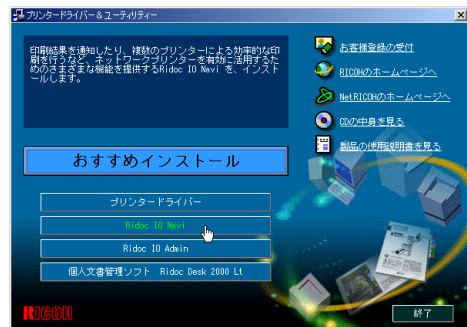 プリンタードライバー＆ユーティリティー
印刷結果を通知したり、複数のプリンターによる効率的な印
刷を行うなど、ネットワークプリンターを有効に活用するた
めのさまざまな機能を提供するRidoc IO Navi を、インスト
ールします。
お客様登録の受付
RICOHのホームページへ
NetRICOHのホームページへ
CDの中身を見る
製品の使用説明書を見る
おすすめインストール
プリンタードライバー
Ridoc IO Navi
Ridoc IO Admin
個人文書管理ソフト Ridoc Desk 2000 Lt
RICOH
終了